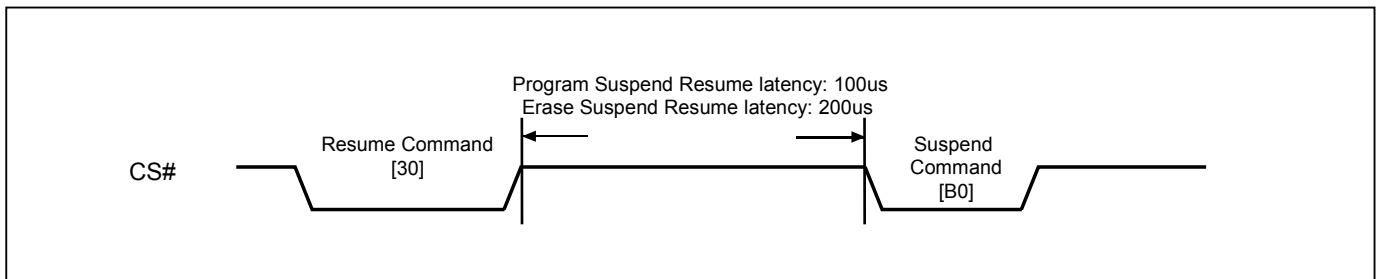 Program Suspend Resume latency: 100us
Erase Suspend Resume latency: 200us
Resume Command
[30]
Suspend
Command
[B0]
CS#